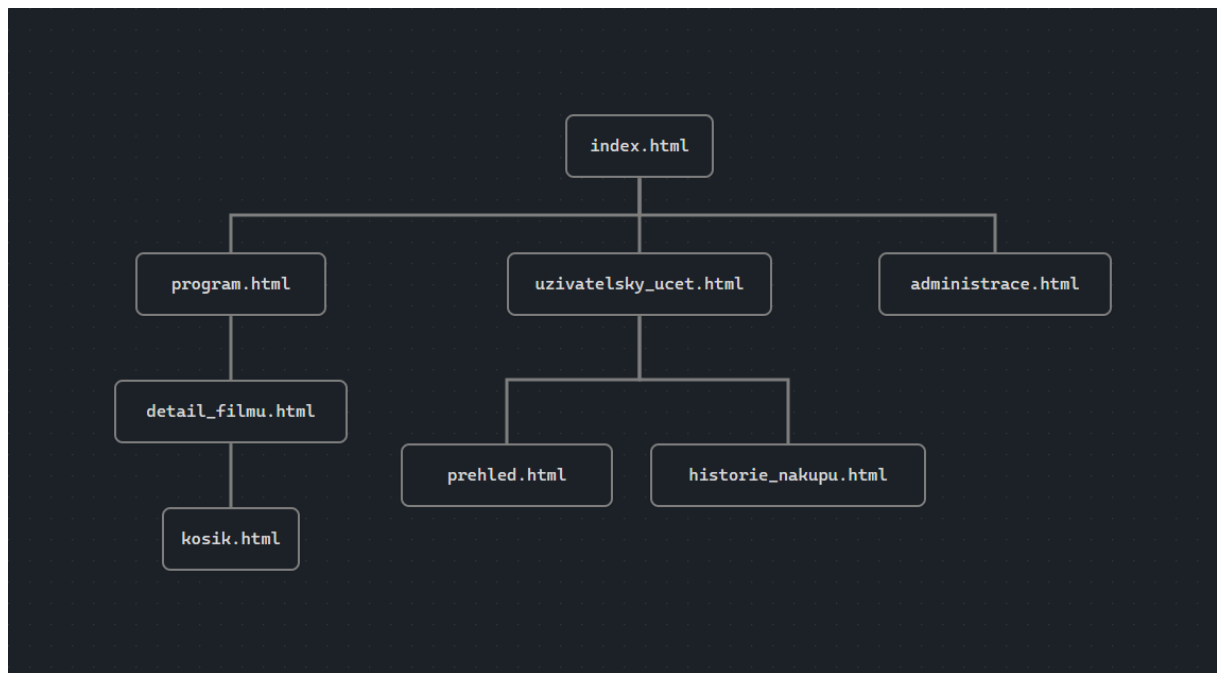 index.html
program.html
uzivatelsky_ucet.html
administrace.html
detail_filmu.html
prehled.html
historie_nakupu.html
kosik.html